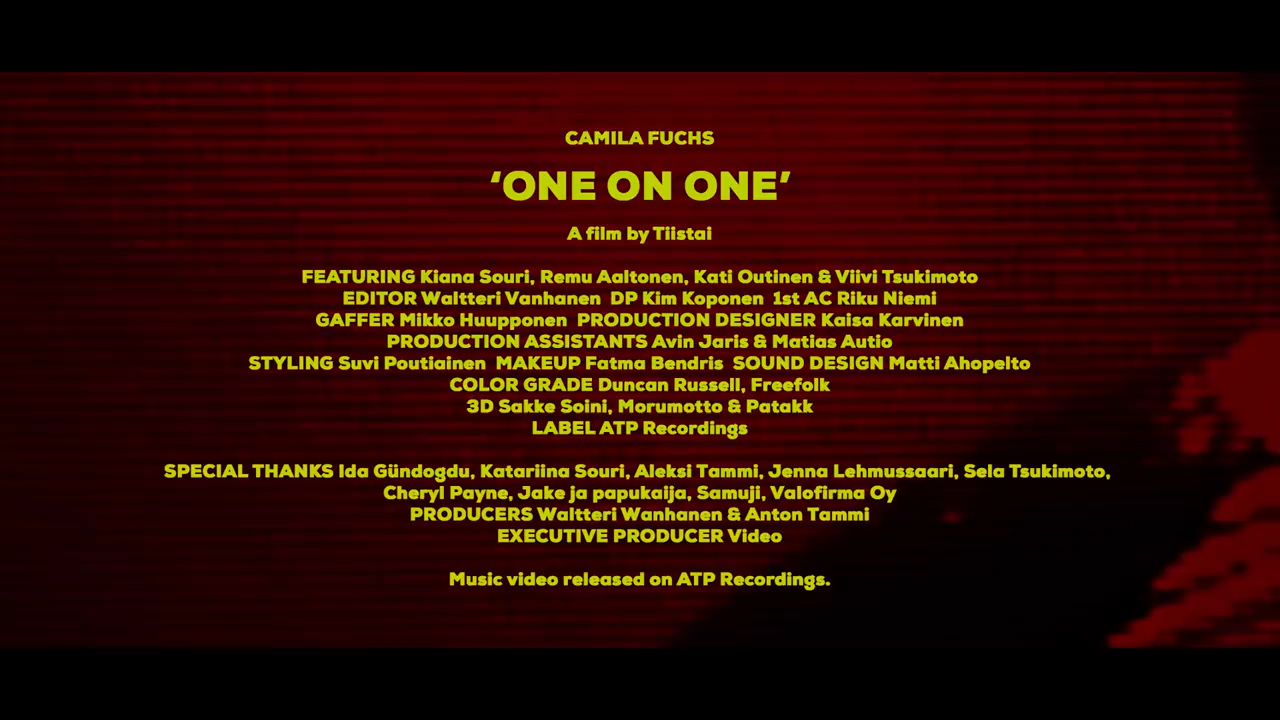 CAMILA FUCHS
‘ONE ON ONE’
A film by Tiistai
FEATURING Kiana Souri, Remu Aaltonen, Kati Outinen & Viivi Tsukimoto
EDITOR Waltteri Vanhanen DP Kim Koponen 1st AC Riku Niemi
GAFFER Mikko Huupponen PRODUCTION DESIGNER Kaisa Karvinen
PRODUCTION ASSISTANTS Avin Jaris & Matias Autio
STYLING Suvi Poutiainen MAKEUP Fatma Bendris SOUND DESIGN Matti Ahopelto
COLOR GRADE Duncan Russell, Freefolk
3D Sakke Soini, Morumotto & Patakk
LABEL ATP Recordings
SPECIAL THANKS Ida Gündogdu, Katariina Souri, Aleksi Tammi, Jenna Lehmussaari, Sela Tsukimoto,
Cheryl Payne, Jake ja papukaija, Samuji, Valofirma Oy
PRODUCERS Waltteri Wanhanen & Anton Tammi
EXECUTIVE PRODUCER Video
Music video released on ATP Recordings.